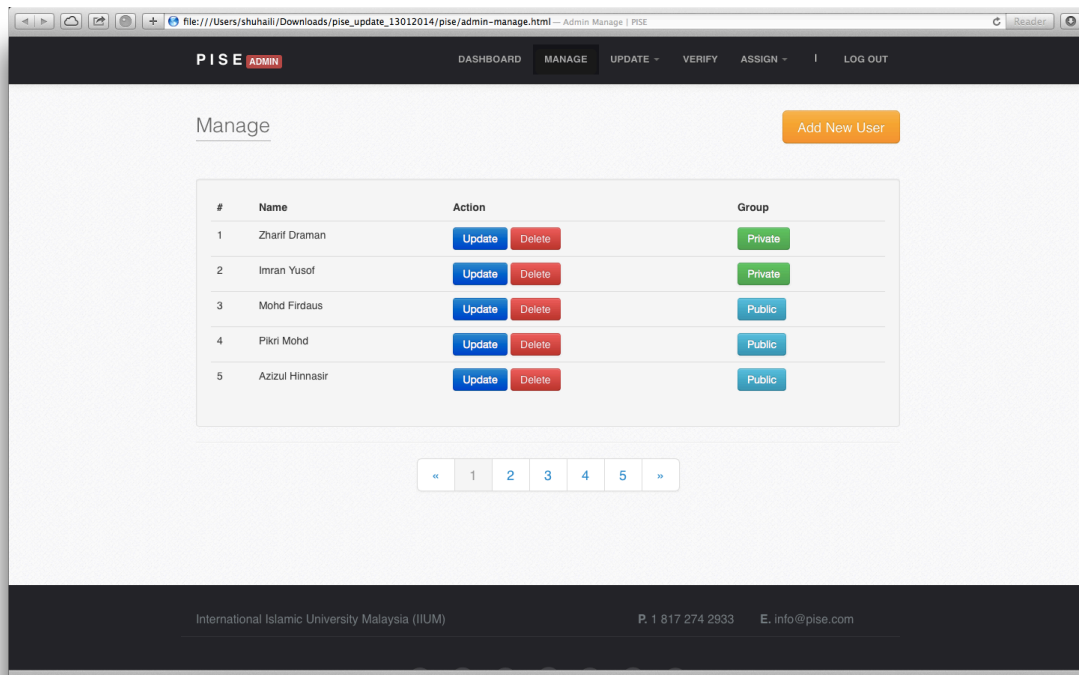 file:///Users/shuhaili/Downloads/pise_update_13012014/pise/admin-manage.html — Admin Manage | PISE
Reader
PISE ADMIN DASHBOARD MANAGE UPDATE VERIFY ASSIGN | LOG OUT
Manage
Add New User
# Name Action Group
1 Zharif Draman Update Delete Private
2 Imran Yusof Update Delete Private
3 Mohd Firdaus Update Delete Public
4 Pikri Mohd Update Delete Public
5 Azizul Hinnasir Update Delete Public
« 1 2 3 4 5 »
International Islamic University Malaysia (IIUM) P. 1 817 274 2933 E. info@pise.com